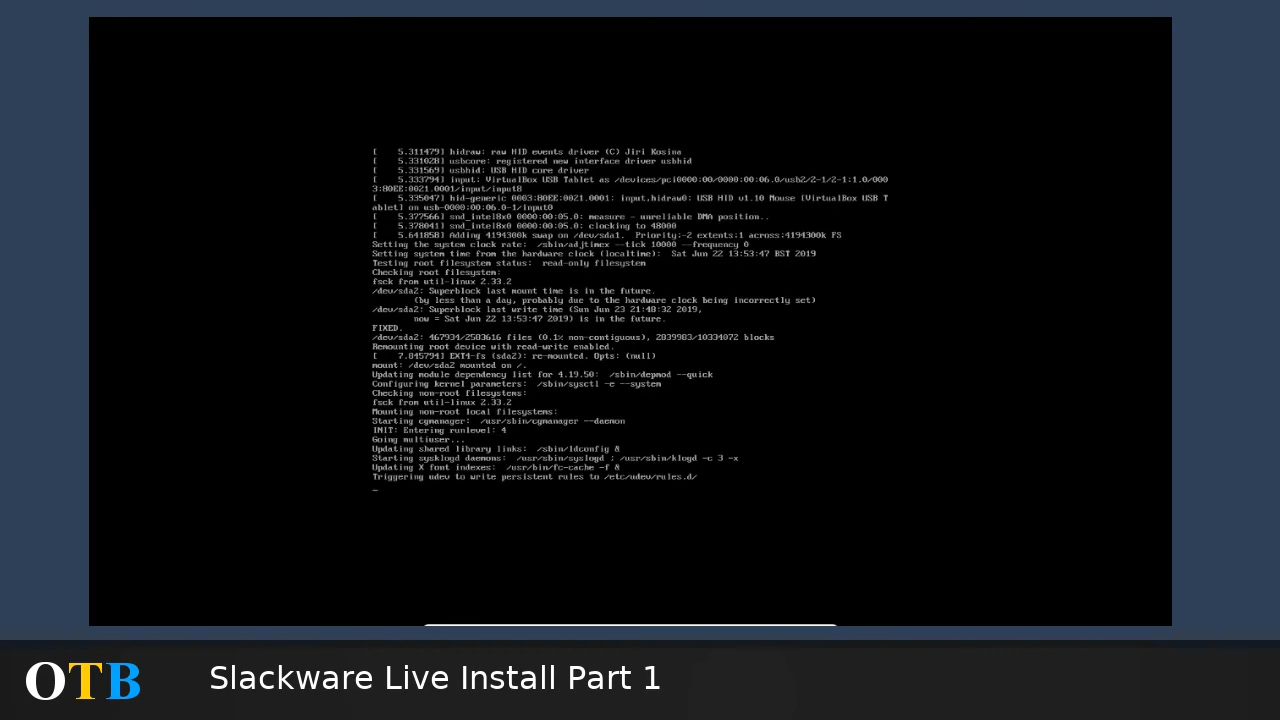 [    5.311479] hidraw: raw HID events driver (C) Jiri Kosina
[    5.331028] usbcore: registered new interface driver usbhid
[    5.331569] usbhid: USB HID core driver
[    5.333794] input: VirtualBox USB Tablet as /devices/pci0000:00/0000:00:06.0/usb2/2-1/2-1:1.0/000
3:80EE:0021.0001/input/input8
[    5.335047] hid-generic 0003:80EE:0021.0001: input,hidraw0: USB HID v1.10 Mouse [VirtualBox USB T
ablet] on usb-0000:00:06.0-1/input0
[    5.377566] snd_intel8x0 0000:00:05.0: measure - unreliable DMA position..
[    5.378041] snd_intel8x0 0000:00:05.0: clocking to 48000
[    5.641858] Adding 4194300k swap on /dev/sda1.  Priority:-2 extents:1 across:4194300k FS
Setting the system clock rate:  /sbin/adjtimex --tick 10000 --frequency 0
Setting system time from the hardware clock (localtime):  Sat Jun 22 13:53:47 BST 2019
Testing root filesystem status:  read-only filesystem
Checking root filesystem:
fsck from util-linux 2.33.2
/dev/sda2: Superblock last mount time is in the future.
        (by less than a day, probably due to the hardware clock being incorrectly set)
/dev/sda2: Superblock last write time (Sun Jun 23 21:48:32 2019,
        now = Sat Jun 22 13:53:47 2019) is in the future.
FIXED.
/dev/sda2: 467934/2583616 files (0.1% non-contiguous), 2839983/10334072 blocks
Remounting root device with read-write enabled.
[    7.845794] EXT4-fs (sda2): re-mounted. Opts: (null)
mount: /dev/sda2 mounted on /.
Updating module dependency list for 4.19.50:  /sbin/depmod --quick
Configuring kernel parameters:  /sbin/sysctl -e --system
Checking non-root filesystems:
fsck from util-linux 2.33.2
Mounting non-root local filesystems:
Starting cgmanager:  /usr/sbin/cgmanager --daemon
INIT: Entering runlevel: 4
Going multiuser...
Updating shared library links:  /sbin/ldconfig &
Starting sysklogd daemons:  /usr/sbin/syslogd ; /usr/sbin/klogd -c 3 -x
Updating X font indexes:  /usr/bin/fc-cache -f &
Triggering udev to write persistent rules to /etc/udev/rules.d/
_
OTB
Slackware Live Install Part 1